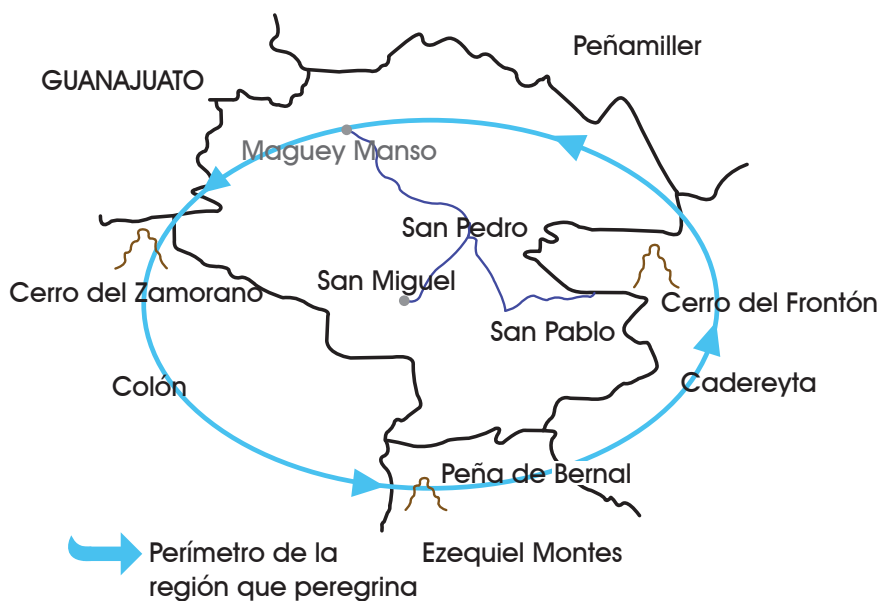 Peñamiller
GUANAJUATO
Maguey Manso
San Pedro
San Miguel
Cerro del Zamorano
Cerro del Frontón
San Pablo
Colón
Cadereyta
Peña de Bernal
Perímetro de la
región que peregrina
Ezequiel Montes